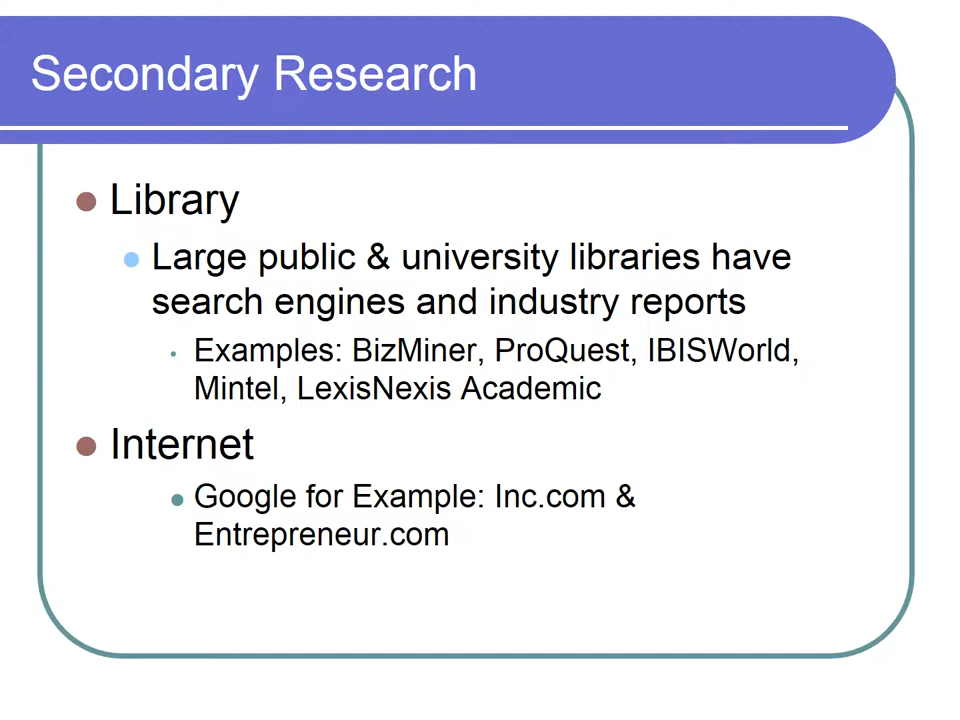 Secondary Research
Library
Large public & university libraries have
search engines and industry reports
Examples: BizMiner, ProQuest, IBISWorld,
Mintel, LexisNexis Academic
Internet
Google for Example: Inc.com &
Entrepreneur.com